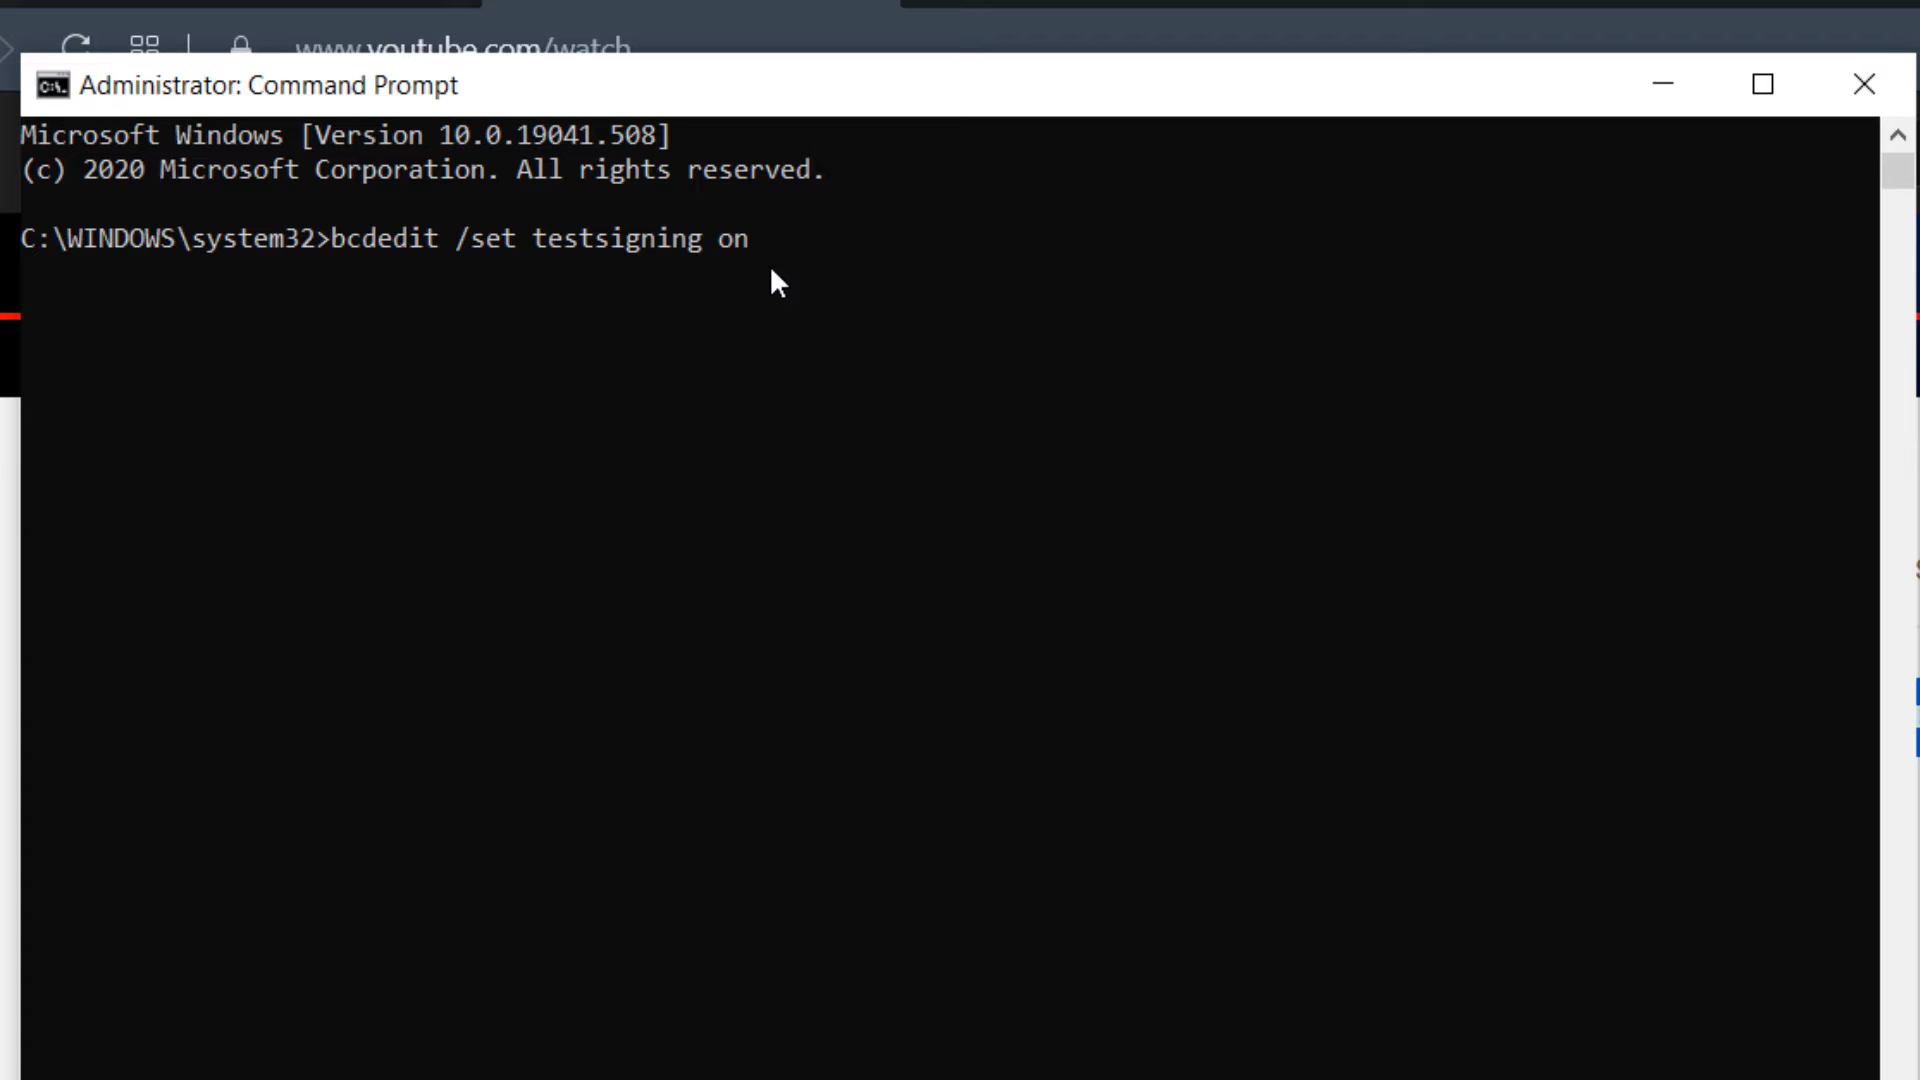 www.youtube.com/watch
Administrator: Command Prompt
Microsoft Windows [Version 10.0.19041.508]
(c) 2020 Microsoft Corporation. All rights reserved.
C:\WINDOWS\system32>bcdedit /set testsigning on